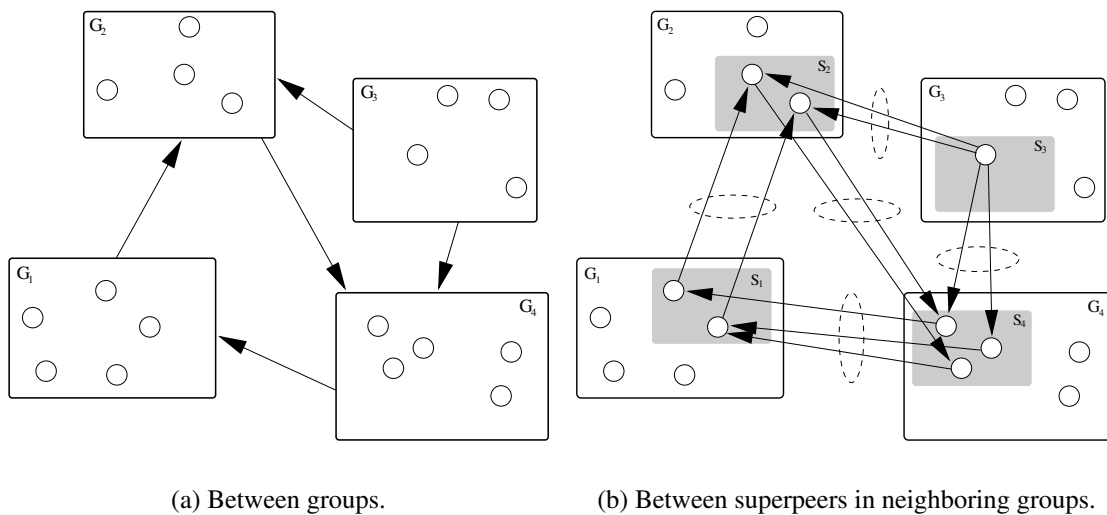 G2
G3
G1
G4
(a) Between groups.
G2
S2
G3
S3
G1
S1
G4
S4
(b) Between superpeers in neighboring groups.